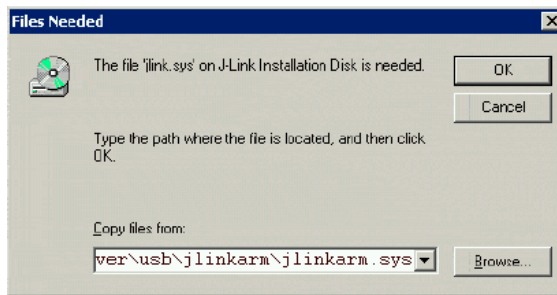 Files Needed
The file 'jlink.sys' on J-Link Installation Disk is needed.
OK
Cancel
Type the path where the file is located, and then click
OK.
Copy files from:
ver\usb\jlinkarm\jlinkarm.sys
Browse...